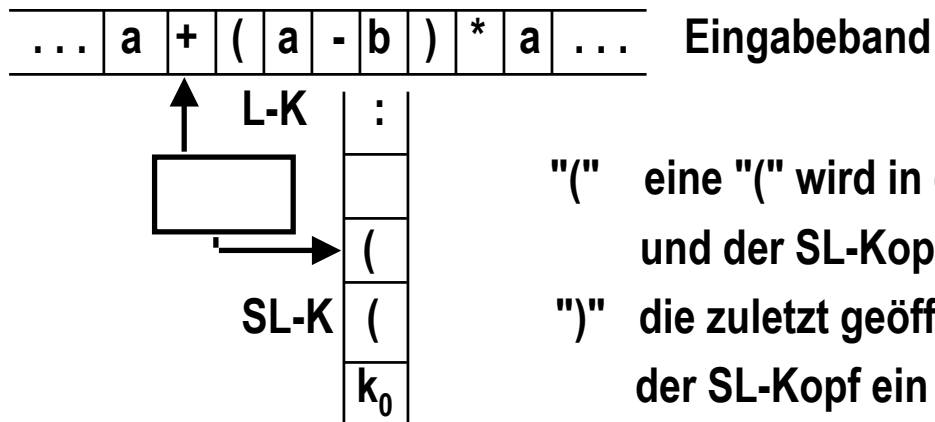 ... a + ( a - b ) * a ... Eingabeband
L-K :
"(" eine "(" wird in
( und der SL-Kop
SL-K ( ")" die zuletzt geöff
k₀ der SL-Kopf ein